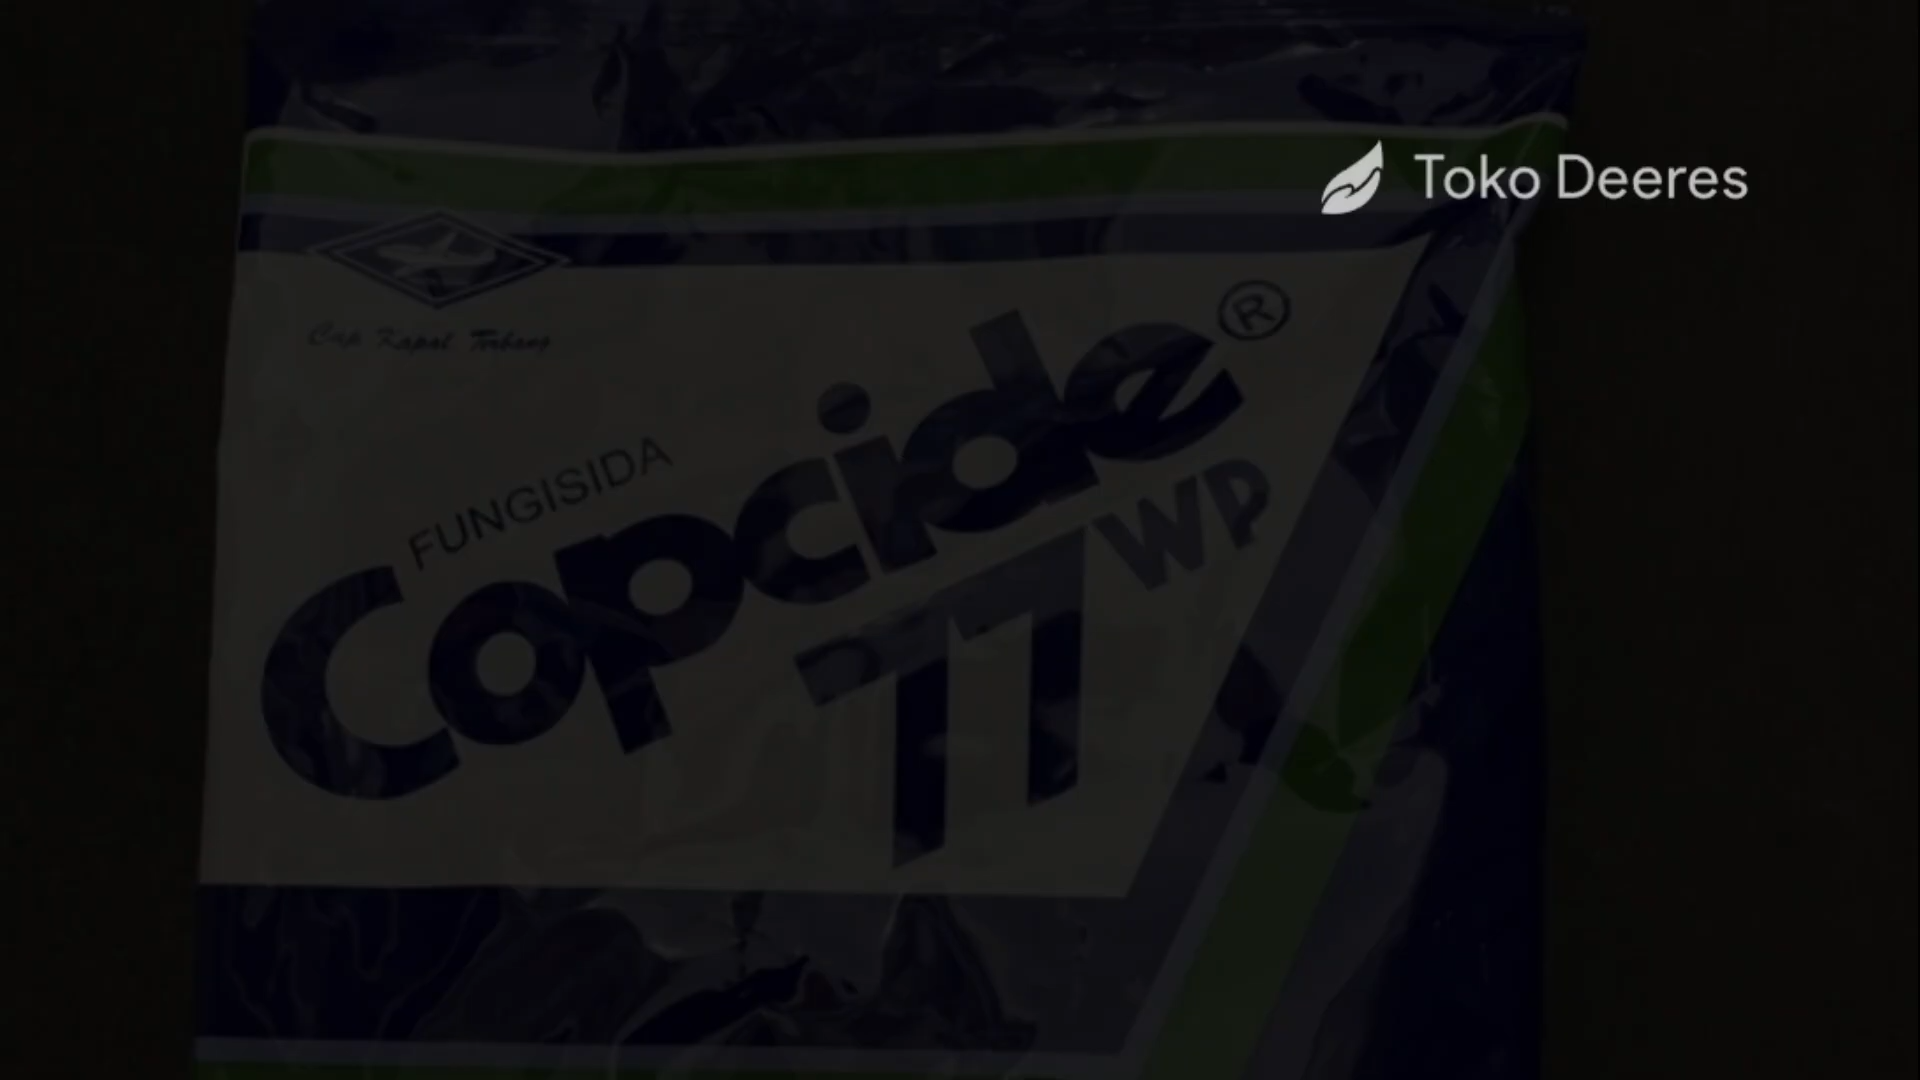 Toko Deeres
Cap Kapal Terbang
FUNGISIDA
Copcide ®
77 WP